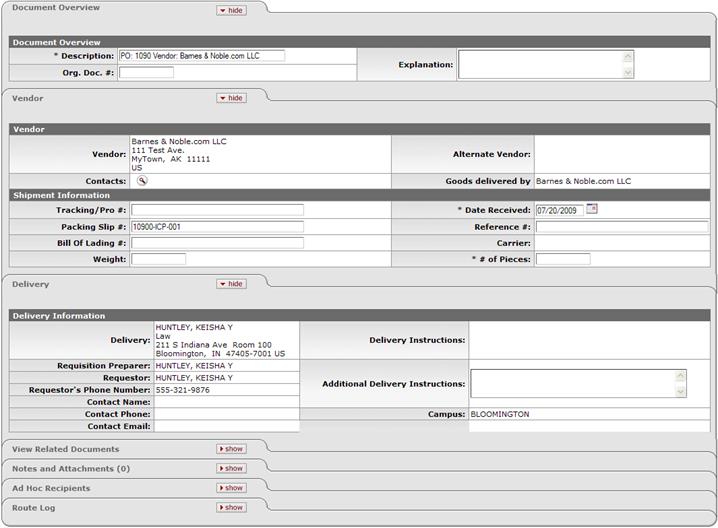 Document Overview hide
Document Overview
* Description: PO: 1090 Vendor: Barnes & Noble.com LLC
Explanation:
Org. Doc. #:
Vendor hide
Vendor
Vendor: Barnes & Noble.com LLC
111 Test Ave.
MyTown, AK 11111
US
Alternate Vendor:
Contacts:
Goods delivered by Barnes & Noble.com LLC
Shipment Information
Tracking/Pro #:
* Date Received: 07/20/2009
Packing Slip #: 10900-ICP-001
Reference #:
Bill Of Lading #:
Carrier:
Weight:
* # of Pieces:
Delivery hide
Delivery Information
Delivery: HUNTLEY, KEISHA Y
Law
211 S Indiana Ave Room 100
Bloomington, IN 47405-7001 US
Delivery Instructions:
Requisition Preparer: HUNTLEY, KEISHA Y
Requestor: HUNTLEY, KEISHA Y
Requestor's Phone Number: 555-321-9876
Additional Delivery Instructions:
Contact Name:
Contact Phone:
Campus: BLOOMINGTON
Contact Email:
View Related Documents show
Notes and Attachments (0) show
Ad Hoc Recipients show
Route Log show